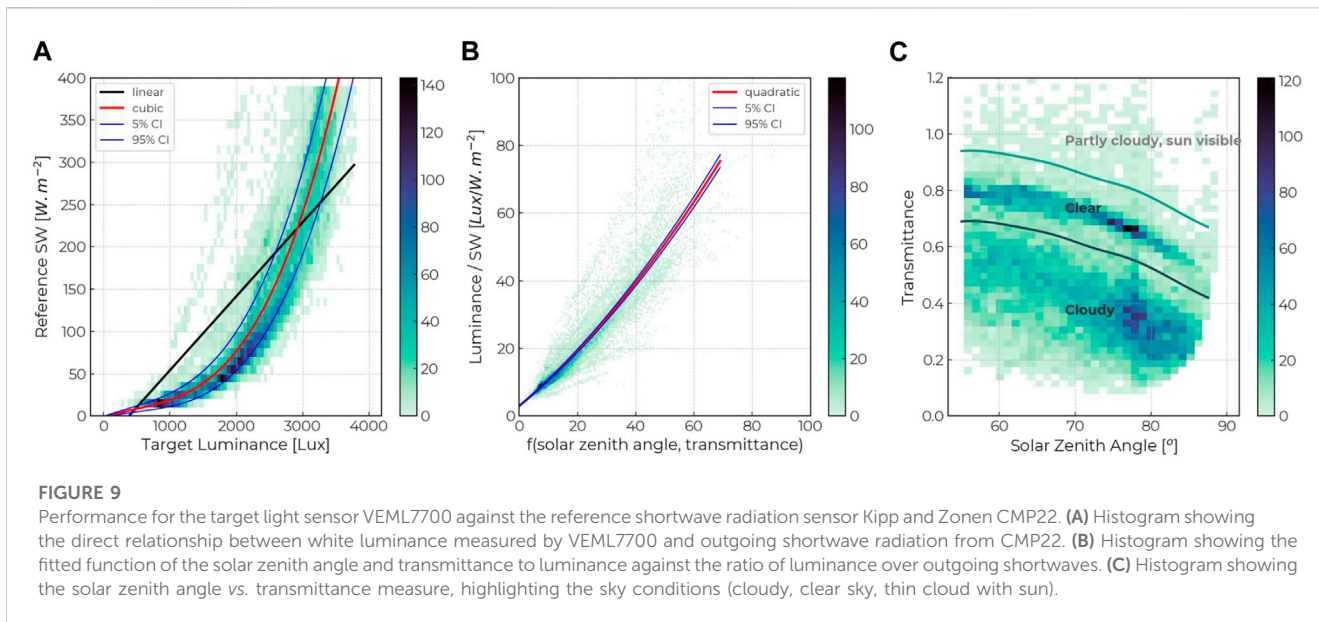 A
B
C
400
350
300
250
200
150
100
50
0
Reference SW [W.m⁻²]
linear
cubic
5% CI
95% CI
0
1000
2000
3000
4000
Target Luminance [Lux]
140
120
100
80
60
40
20
0
100
80
60
40
20
0
Luminance / SW [Lux/W.m⁻²]
quadratic
5% CI
95% CI
0
20
40
60
80
100
f(solar zenith angle, transmittance)
100
80
60
40
20
0
1.2
1.0
0.8
0.6
0.4
0.2
0.0
Transmittance
Partly cloudy, sun visible
Clear
Cloudy
60
70
80
90
Solar Zenith Angle [º]
120
100
80
60
40
20
0
FIGURE 9
Performance for the target light sensor VEML7700 against the reference shortwave radiation sensor Kipp and Zonen CMP22. (A) Histogram showing
the direct relationship between white luminance measured by VEML7700 and outgoing shortwave radiation from CMP22. (B) Histogram showing the
fitted function of the solar zenith angle and transmittance to luminance against the ratio of luminance over outgoing shortwaves. (C) Histogram showing
the solar zenith angle vs. transmittance measure, highlighting the sky conditions (cloudy, clear sky, thin cloud with sun).